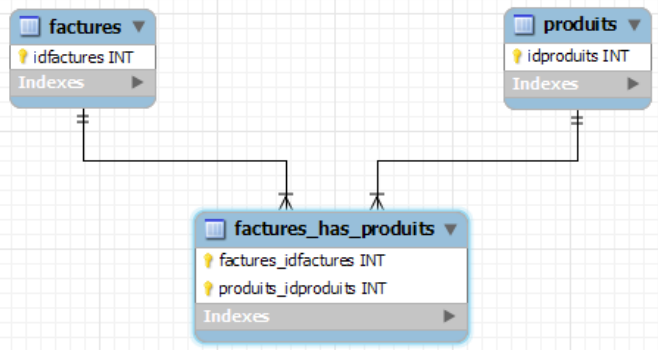 factures
idfactures INT
Indexes
produits
idproduits INT
Indexes
factures_has_produits
factures_idfactures INT
produits_idproduits INT
Indexes